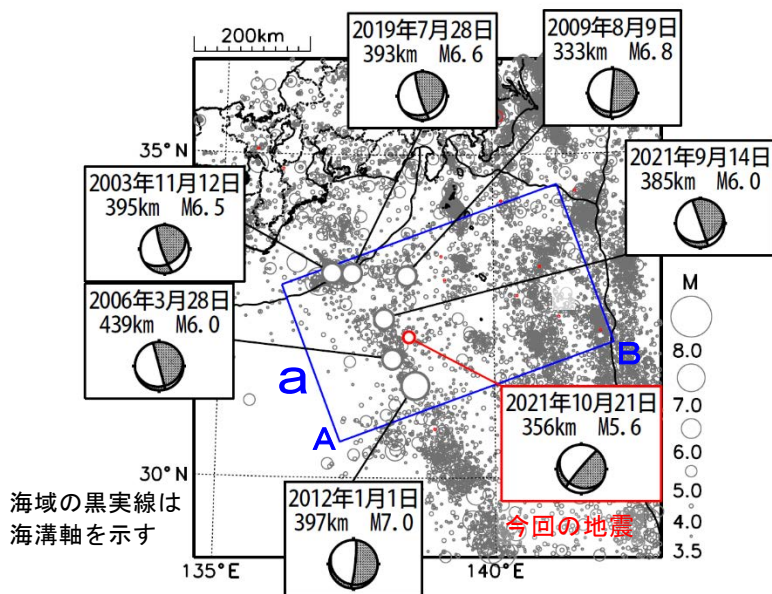 200km
2019年7月28日
393km M6.6
2009年8月9日
333km M6.8
35°N
2003年11月12日
395km M6.5
2021年9月14日
385km M6.0
2006年3月28日
439km M6.0
M
8.0
7.0
6.0
5.0
4.0
3.5
a
A
B
2021年10月21日
356km M5.6
今回の地震
30°N
海域の黒実線は
海溝軸を示す
2012年1月1日
397km M7.0
135°E
140°E